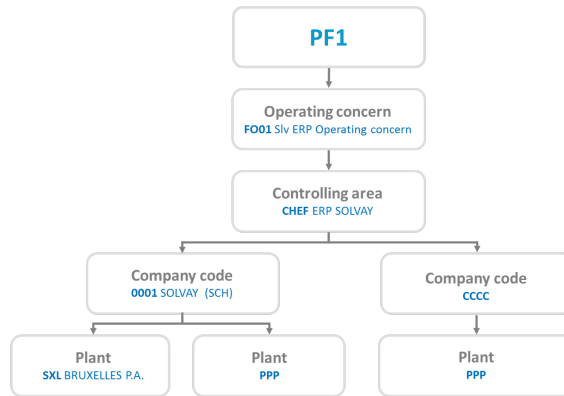 PF1
Operating concern
FO01 Slv ERP Operating concern
Controlling area
CHEF ERP SOLVAY
Company code
0001 SOLVAY (SCH)
Company code
CCCC
Plant
SXL BRUXELLES P.A.
Plant
PPP
Plant
PPP